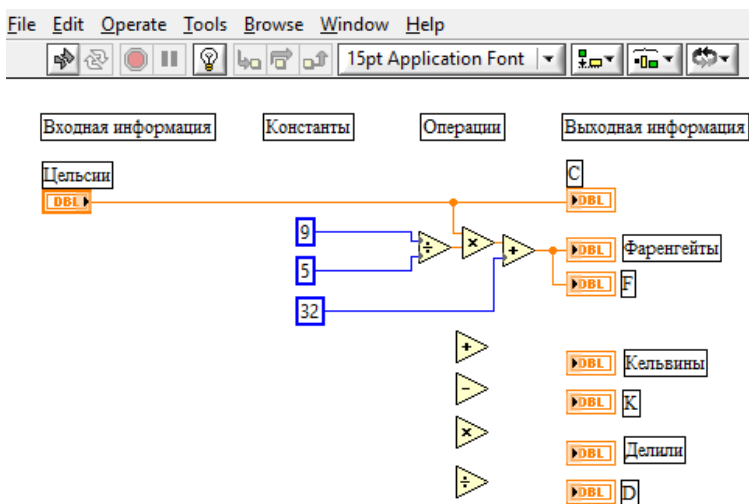 File Edit Operate Tools Browse Window Help
15pt Application Font
Входная информация Константы Операции Выходная информация
Цельсии C
DBL DBL
9 ÷ × + DBL Фаренгейты
5 DBL F
32
+
DBL Кельвины
−
DBL K
×
DBL Делили
÷
DBL D